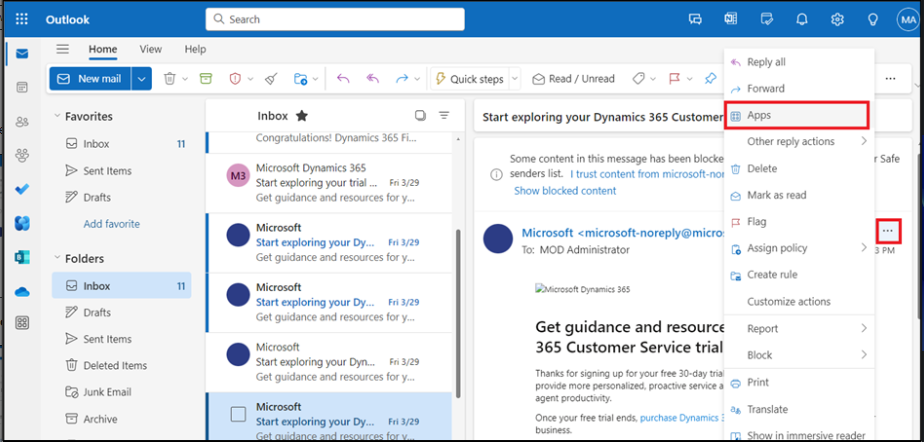 Outlook
Search
MA
Home View Help
New mail
Quick steps
Read / Unread
...
Favorites
Inbox 11
Sent Items
Drafts
Add favorite
Folders
Inbox 11
Drafts
Sent Items
Deleted Items
Junk Email
Archive
Inbox
Congratulations! Dynamics 365 Fi...
M3
Microsoft Dynamics 365
Start exploring your trial ... Fri 3/29
Get guidance and resources for y...
Microsoft
Start exploring your Dy... Fri 3/29
Get guidance and resources for y...
Microsoft
Start exploring your Dy... Fri 3/29
Get guidance and resources for y...
Microsoft
Start exploring your Dyn... Fri 3/29
Get guidance and resources for y...
Microsoft
Start exploring your Dy... Fri 3/29
Get guidance and resources for y...
Start exploring your Dynamics 365 Customer
Some content in this message has been blocked
Safe
senders list. I trust content from microsoft-nor
Show blocked content
Microsoft <microsoft-noreply@micros
To: MOD Administrator
3 PM
Microsoft Dynamics 365
Get guidance and resource
365 Customer Service trial
Thanks for signing up for your free 30-day trial
provide more personalized, proactive service a
agent productivity.
Once your free trial ends, purchase Dynamics 3
business.
Reply all
Forward
Apps
Other reply actions
Delete
Mark as read
Flag
Assign policy
Create rule
Customize actions
Report
Block
Print
Translate
Show in immersive reader
...